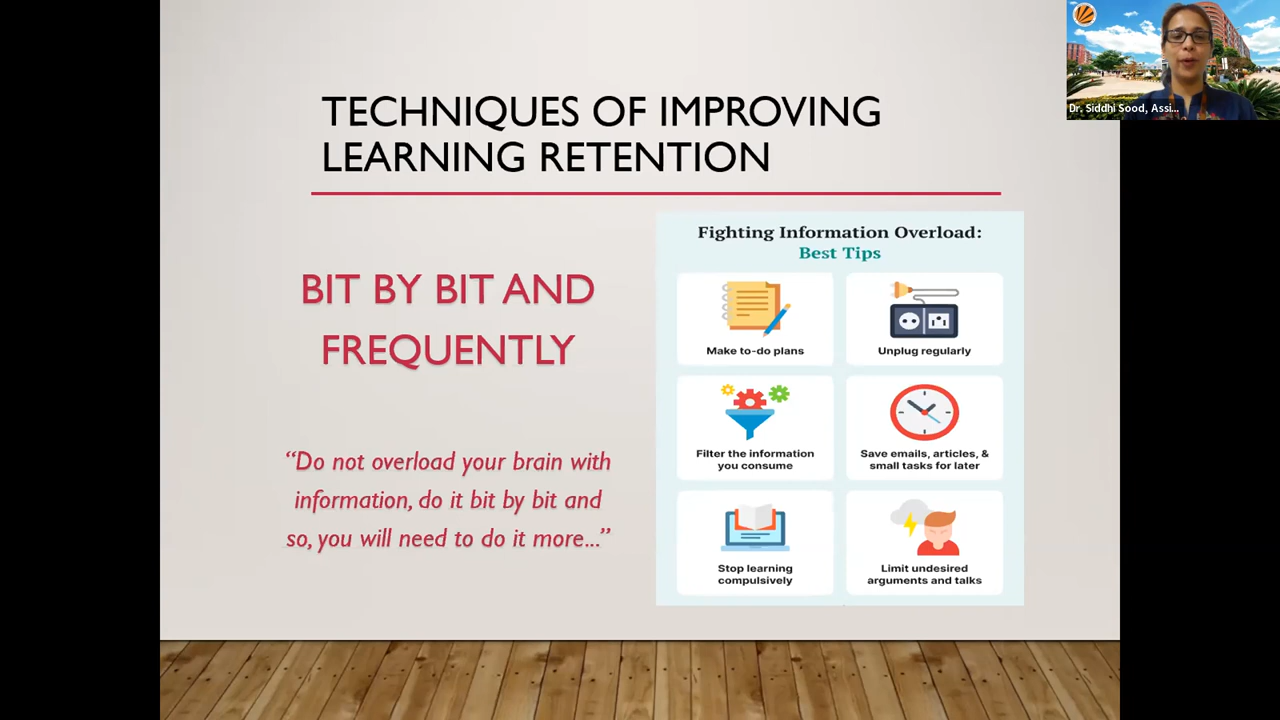 TECHNIQUES OF IMPROVING
LEARNING RETENTION
BIT BY BIT AND
FREQUENTLY
“Do not overload your brain with
information, do it bit by bit and
so, you will need to do it more...”
Fighting Information Overload:
Best Tips
Make to-do plans
Unplug regularly
Filter the information
you consume
Save emails, articles, &
small tasks for later
Stop learning
compulsively
Limit undesired
arguments and talks
Dr. Siddhi Sood, Assi...